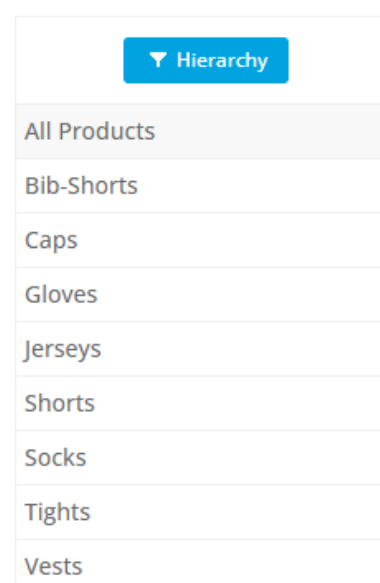 Hierarchy
All Products
Bib-Shorts
Caps
Gloves
Jerseys
Shorts
Socks
Tights
Vests